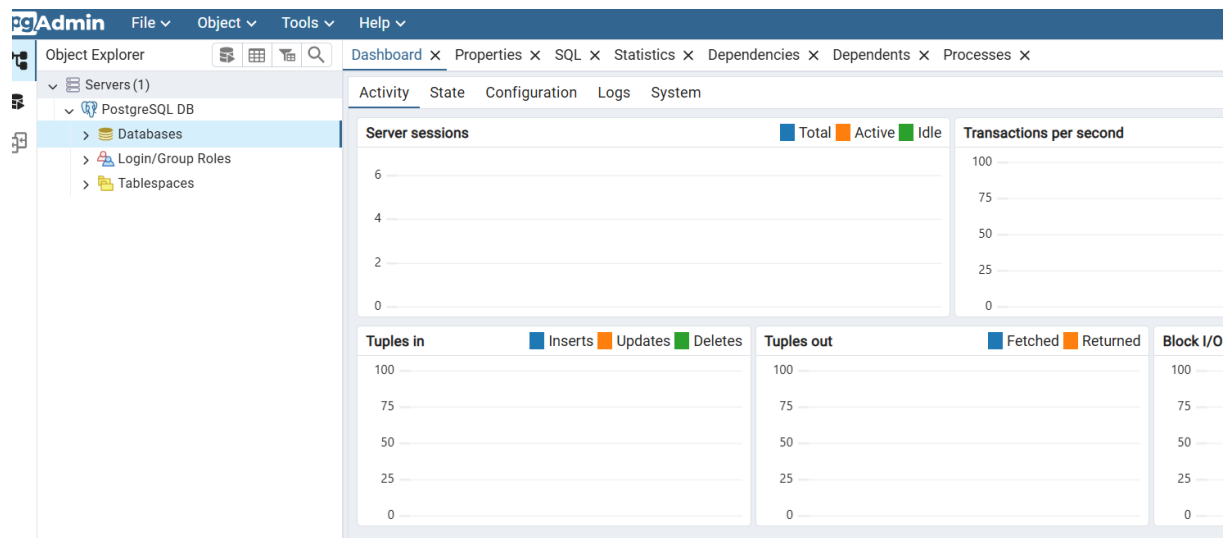 pgAdmin File Object Tools Help
Object Explorer
Dashboard Properties SQL Statistics Dependencies Dependents Processes
Servers (1)
PostgreSQL DB
Databases
Login/Group Roles
Tablespaces
Activity State Configuration Logs System
Server sessions Total Active Idle
6
4
2
0
Transactions per second
100
75
50
25
0
Tuples in Inserts Updates Deletes
100
75
50
25
0
Tuples out Fetched Returned
100
75
50
25
0
Block I/O
100
75
50
25
0